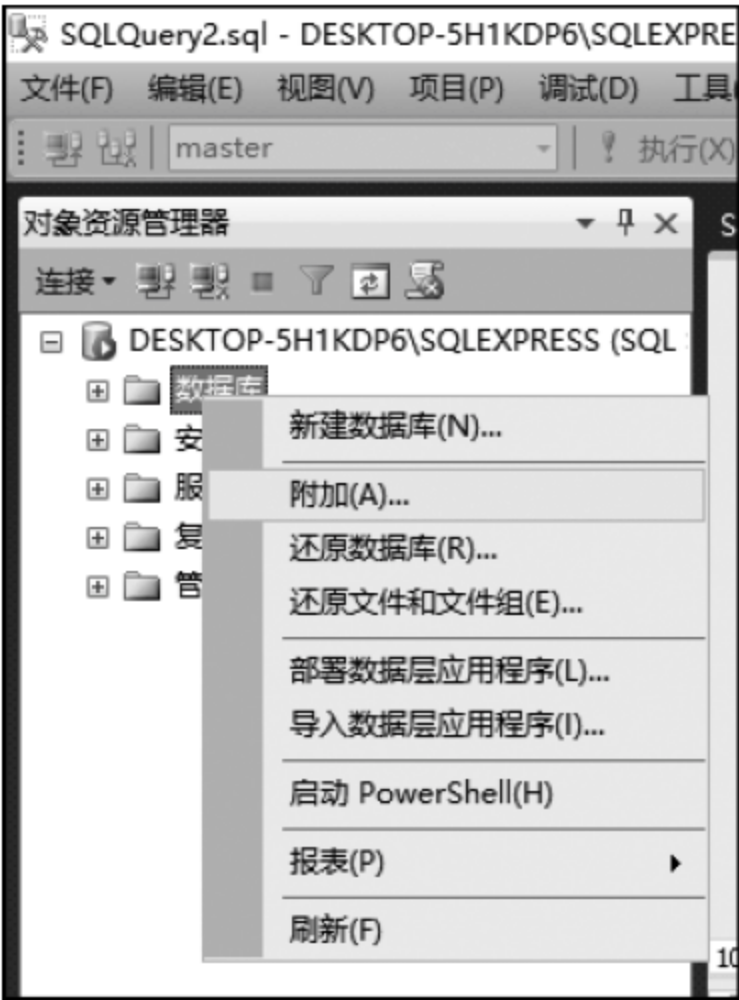 SQLQuery2.sql - DESKTOP-5H1KDP6\SQLEXPRE
文件(F) 编辑(E) 视图(V) 项目(P) 调试(D) 工具
master 执行(X)
对象资源管理器
S
连接
DESKTOP-5H1KDP6\SQLEXPRESS (SQL
数据库
新建数据库(N)...
安
附加(A)...
服
还原数据库(R)...
复
还原文件和文件组(E)...
管
部署数据层应用程序(L)...
导入数据层应用程序(I)...
启动 PowerShell(H)
报表(P)
刷新(F)
10